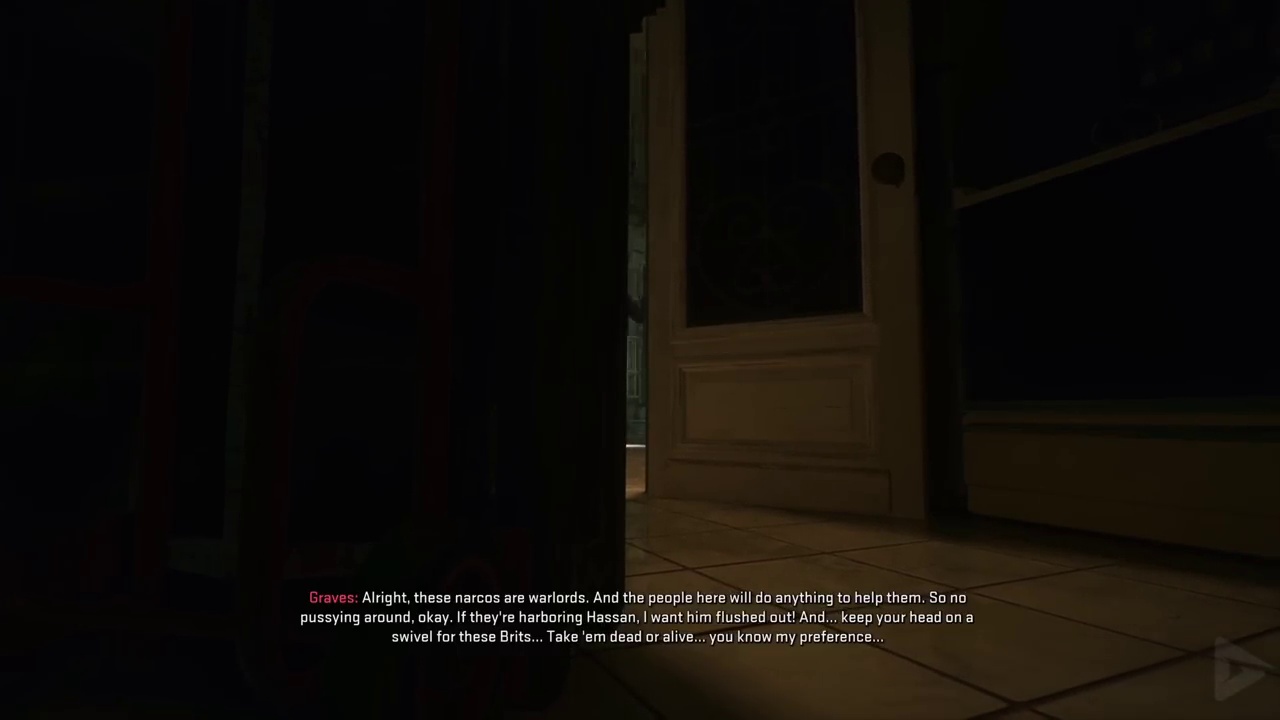 Graves: Alright, these narcos are warlords. And the people here will do anything to help them. So no
pussying around, okay. If they're harboring Hassan, I want him flushed out! And... keep your head on a
swivel for these Brits... Take 'em dead or alive... you know my preference...